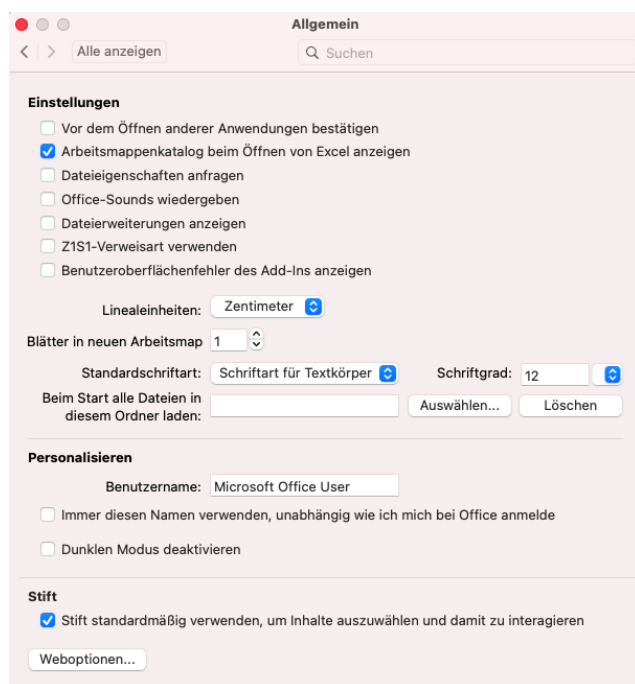 Allgemein
Alle anzeigen
Suchen
Einstellungen
Vor dem Öffnen anderer Anwendungen bestätigen
Arbeitsmappenkatalog beim Öffnen von Excel anzeigen
Dateieigenschaften anfragen
Office-Sounds wiedergeben
Dateierweiterungen anzeigen
Z1S1-Verweisart verwenden
Benutzeroberflächenfehler des Add-Ins anzeigen
Linealeinheiten: Zentimeter
Blätter in neuen Arbeitsmap 1
Standardschriftart: Schriftart für Textkörper Schriftgrad: 12
Beim Start alle Dateien in
diesem Ordner laden: Auswählen... Löschen
Personalisieren
Benutzername: Microsoft Office User
Immer diesen Namen verwenden, unabhängig wie ich mich bei Office anmelde
Dunklen Modus deaktivieren
Stift
Stift standardmäßig verwenden, um Inhalte auszuwählen und damit zu interagieren
Weboptionen...